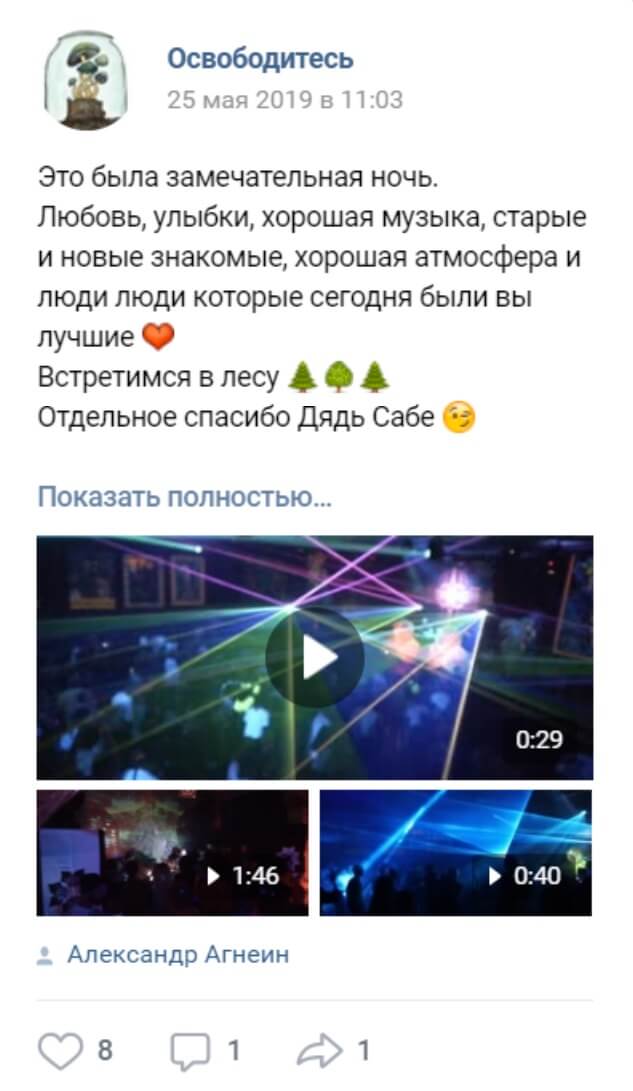 Освободитесь
25 мая 2019 в 11:03
Это была замечательная ночь.
Любовь, улыбки, хорошая музыка, старые
и новые знакомые, хорошая атмосфера и
люди люди которые сегодня были вы
лучшие ❤
Встретимся в лесу 🌲🌳🌲
Отдельное спасибо Дядь Сабе 😉
Показать полностью...
0:29
1:46
0:40
Александр Агнеин
8
1
1